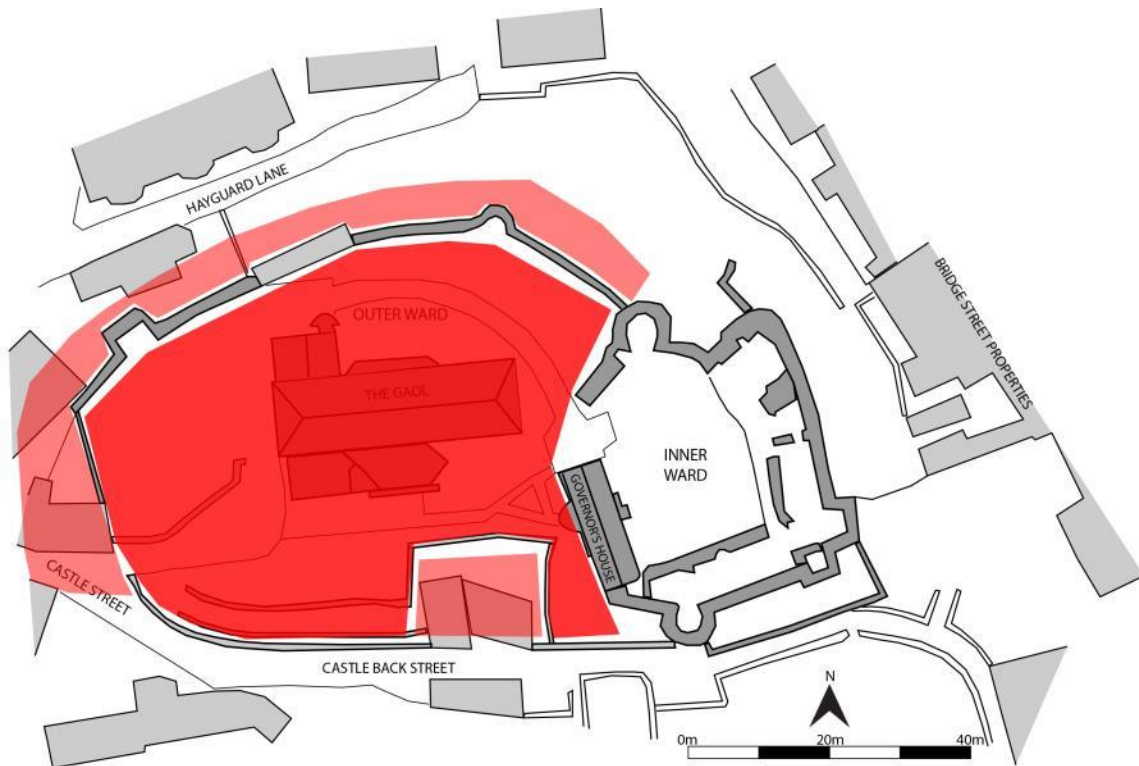 HAYGUARD LANE
OUTER WARD
THE GAOL
INNER
WARD
GOVERNOR'S HOUSE
BRIDGE STREET PROPERTIES
CASTLE STREET
CASTLE BACK STREET
N
0m 20m 40m